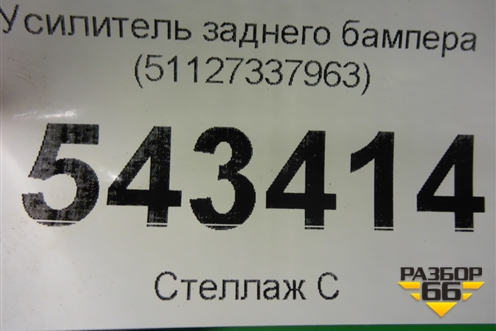 Усилитель заднего бампера
(51127337963)
543414
Стеллаж С
РАЗБОР
66